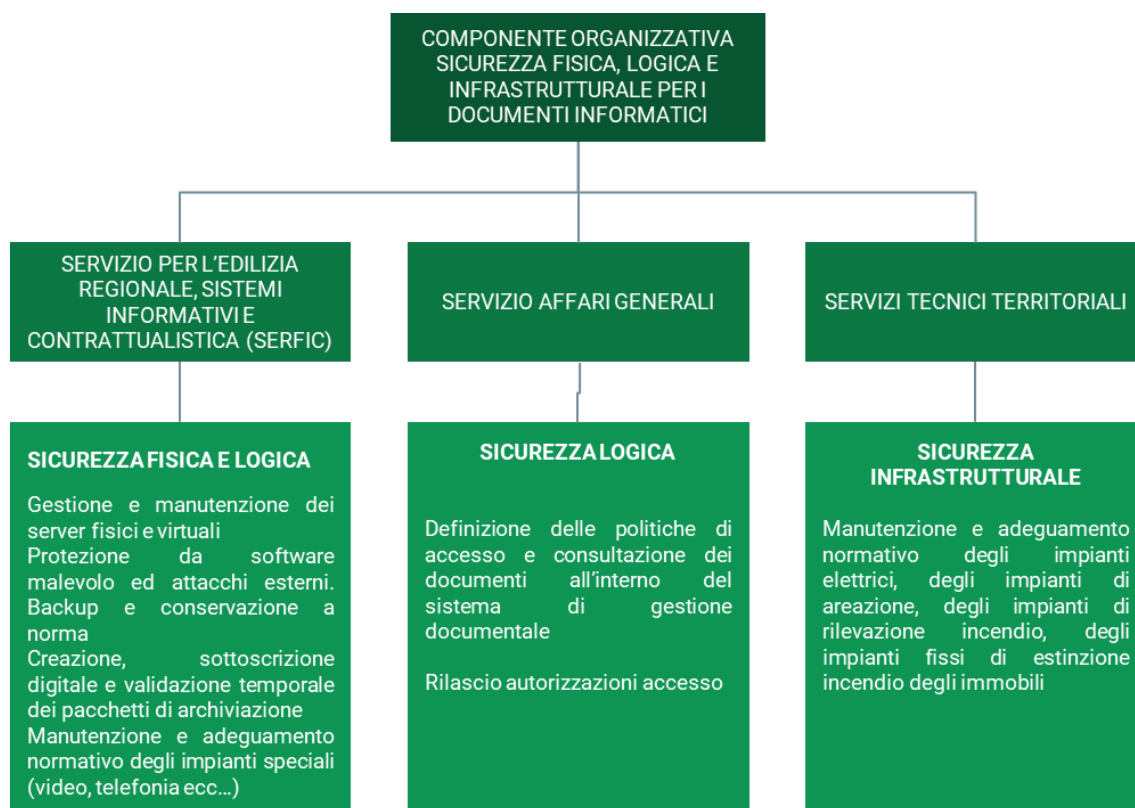 COMPONENTE ORGANIZZATIVA
SICUREZZA FISICA, LOGICA E
INFRASTRUTTURALE PER I
DOCUMENTI INFORMATICI
SERVIZIO PER L'EDILIZIA
REGIONALE, SISTEMI
INFORMATIVI E
CONTRATTUALISTICA (SERFIC)
SICUREZZA FISICA E LOGICA
Gestione e manutenzione dei
server fisici e virtuali
Protezione da software
malevolo ed attacchi esterni.
Backup e conservazione a
norma
Creazione, sottoscrizione
digitale e validazione temporale
dei pacchetti di archiviazione
Manutenzione e adeguamento
normativo degli impianti speciali
(video, telefonia ecc...)
SERVIZIO AFFARI GENERALI
SICUREZZA LOGICA
Definizione delle politiche di
accesso e consultazione dei
documenti all'interno del
sistema di gestione
documentale
Rilascio autorizzazioni accesso
SERVIZI TECNICI TERRITORIALI
SICUREZZA
INFRASTRUTTURALE
Manutenzione e adeguamento
normativo degli impianti
elettrici, degli impianti di
areazione, degli impianti di
rilevazione incendio, degli
impianti fissi di estinzione
incendio degli immobili